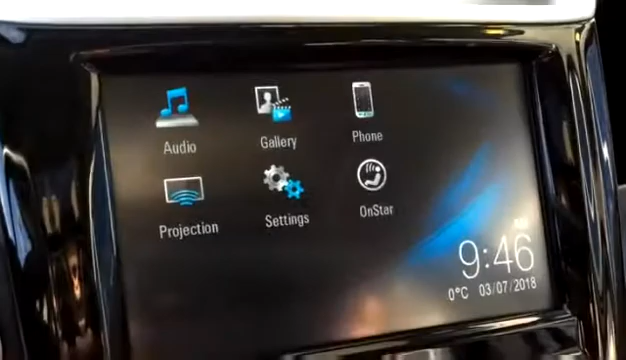 Audio
Gallery
Phone
Projection
Settings
OnStar
9:46
0°C 03/07/2018